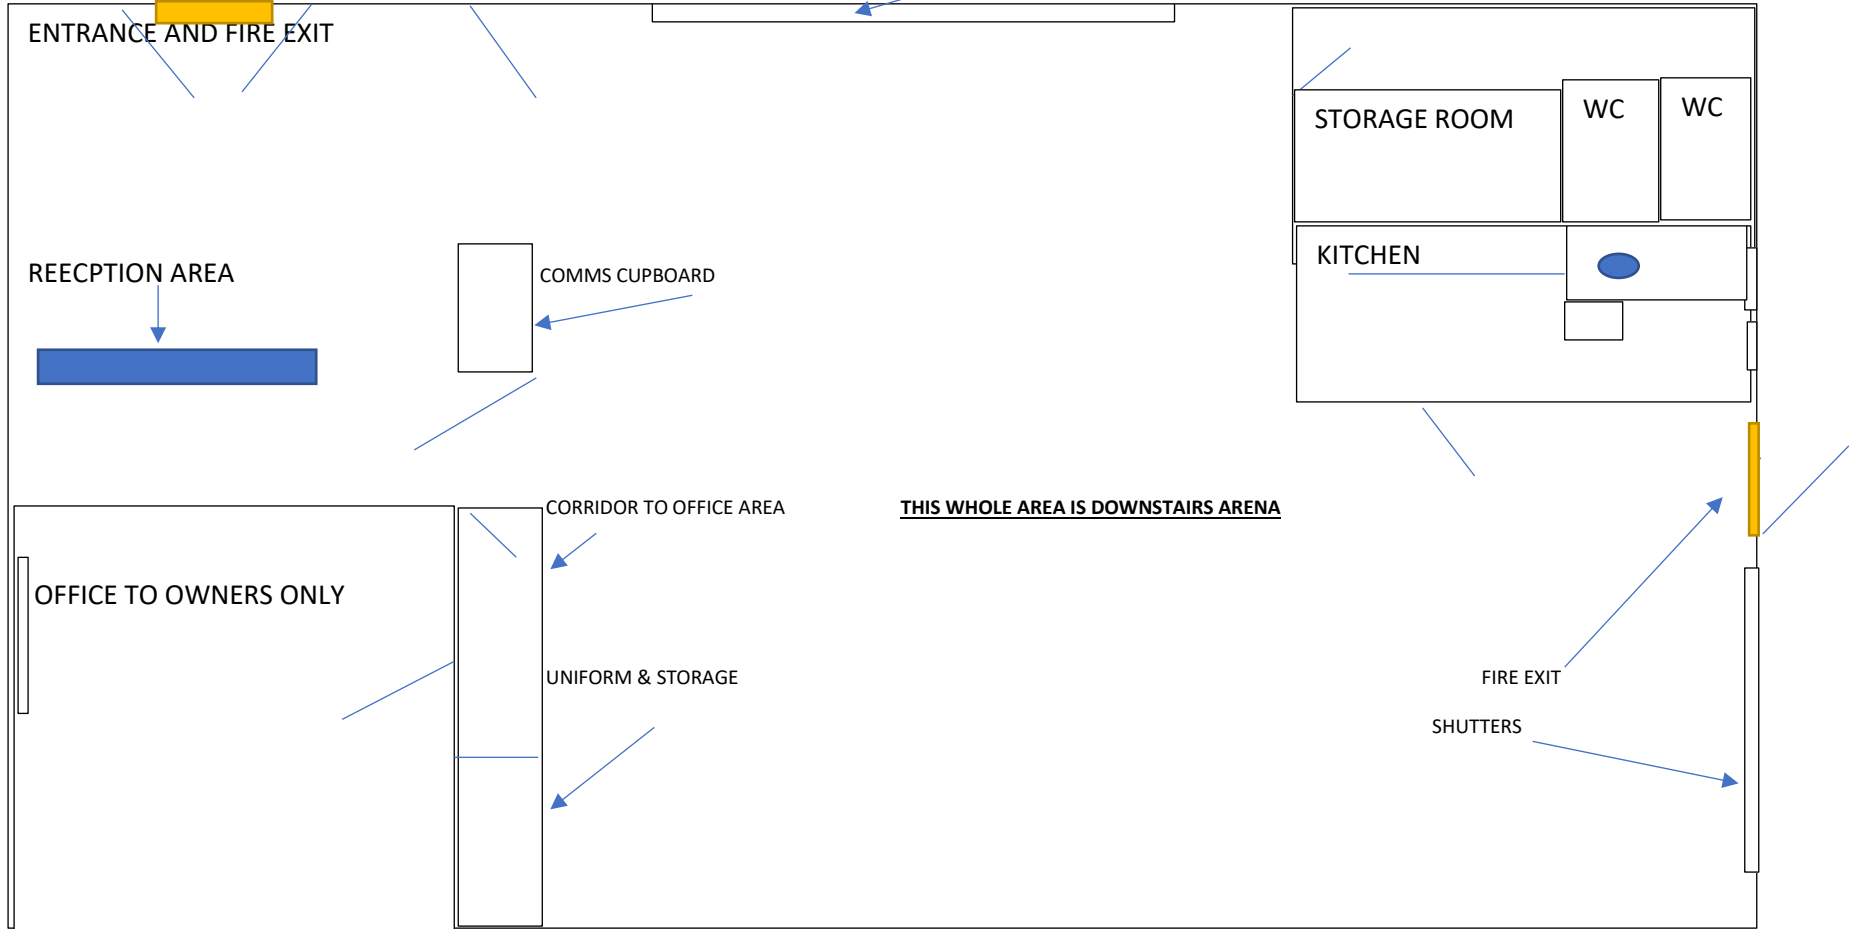 ENTRANCE AND FIRE EXIT
STORAGE ROOM
WC
WC
REECPTION AREA
COMMS CUPBOARD
KITCHEN
CORRIDOR TO OFFICE AREA
THIS WHOLE AREA IS DOWNSTAIRS ARENA
OFFICE TO OWNERS ONLY
UNIFORM & STORAGE
FIRE EXIT
SHUTTERS